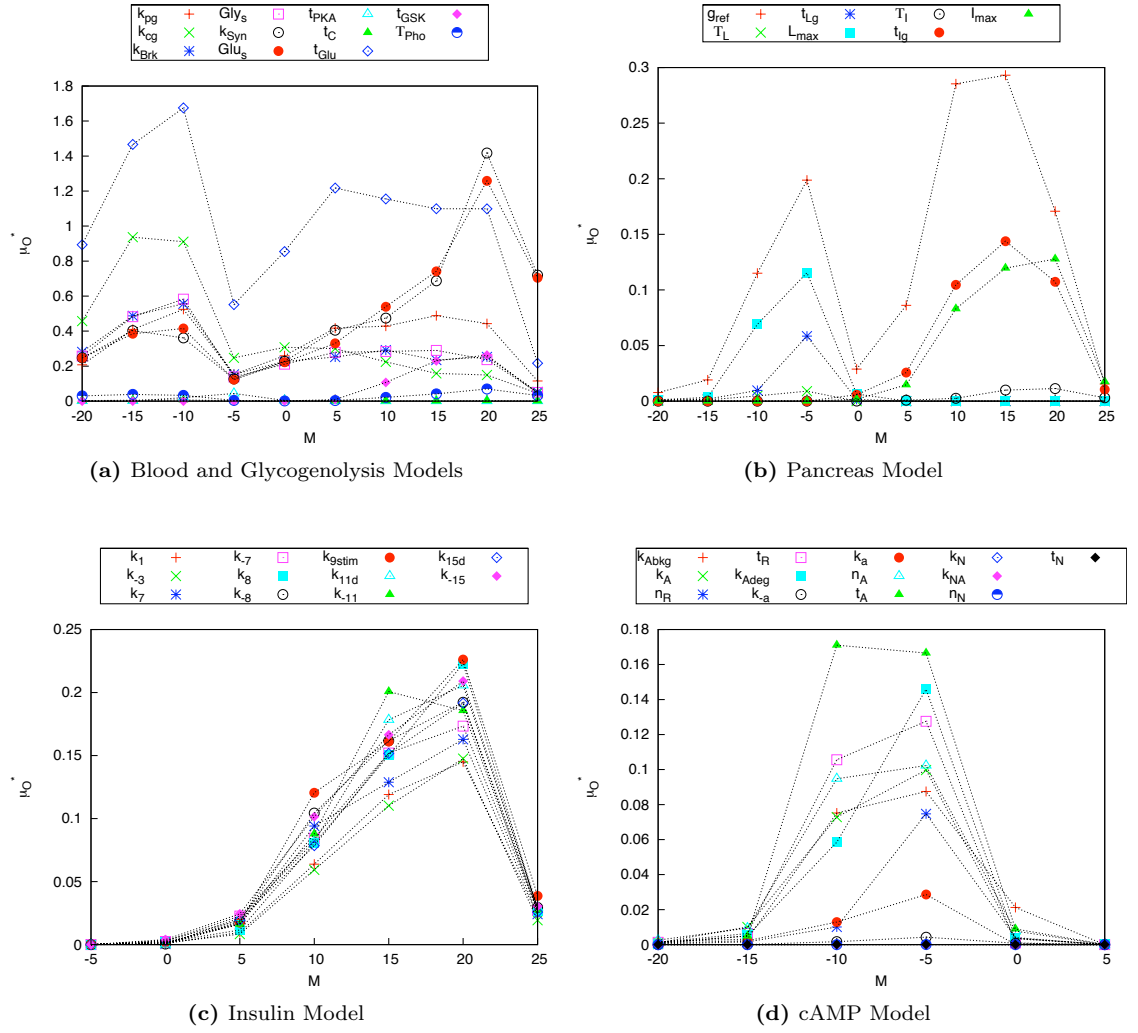 k_pg Gly_s t_PKA t_GSK
k_cg k_Syn t_C T_Pho
k_Brk Glu_s t_Glu
1.8
1.6
1.4
1.2
1
0.8
0.6
0.4
0.2
0
μ_O*
-20 -15 -10 -5 0 5 10 15 20 25
M
(a) Blood and Glycogenolysis Models
g_ref t_Lg T_I I_max
T_L L_max t_Ig
0.3
0.25
0.2
0.15
0.1
0.05
0
μ_O*
-20 -15 -10 -5 0 5 10 15 20 25
M
(b) Pancreas Model
k_1 k_-7 k_9stim k_15d
k_-3 k_8 k_11d k_-15
k_7 k_-8 k_-11
0.25
0.2
0.15
0.1
0.05
0
μ_O*
-5 0 5 10 15 20 25
M
(c) Insulin Model
k_Abkg t_R k_a k_N t_N
k_A k_Adeg n_A k_NA
n_R k_-a t_A n_N
0.18
0.16
0.14
0.12
0.1
0.08
0.06
0.04
0.02
0
μ_O*
-20 -15 -10 -5 0 5
M
(d) cAMP Model